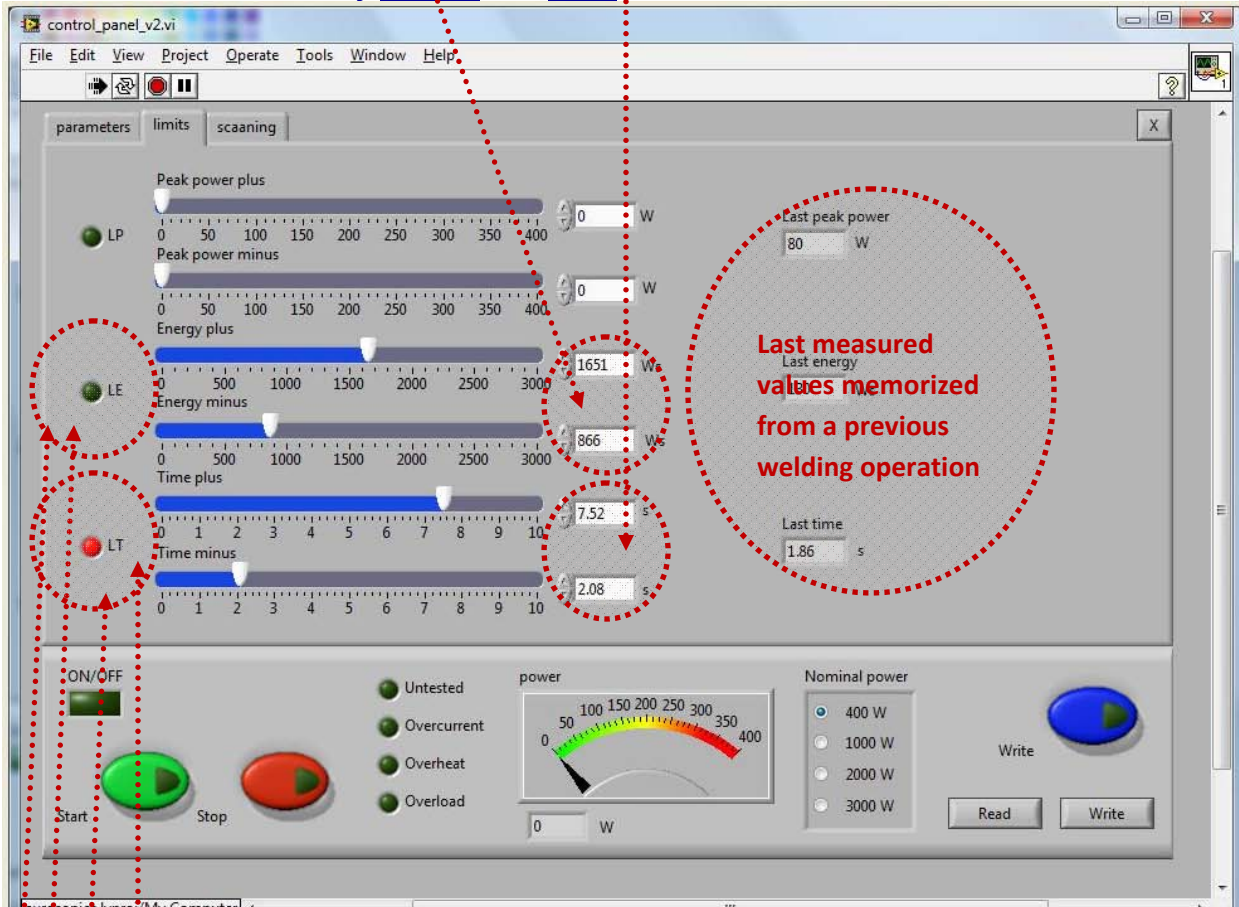 control_panel_v2.vi
File Edit View Project Operate Tools Window Help
parameters limits scaaning X
Peak power plus
LP
0 50 100 150 200 250 300 350 400
0 W
Peak power minus
0 50 100 150 200 250 300 350 400
0 W
Energy plus
LE
0 500 1000 1500 2000 2500 3000
1651 Ws
Energy minus
0 500 1000 1500 2000 2500 3000
866 Ws
Time plus
LT
0 1 2 3 4 5 6 7 8 9 10
7.52 s
Time minus
0 1 2 3 4 5 6 7 8 9 10
2.08 s
Last peak power
80 W
Last measured
values memorized
from a previous
welding operation
Last energy
Last time
1.86 s
ON/OFF
Start
Stop
Untested
Overcurrent
Overheat
Overload
power
0 50 100 150 200 250 300 350 400
0 W
Nominal power
400 W
1000 W
2000 W
3000 W
Write
Read Write
My Computer